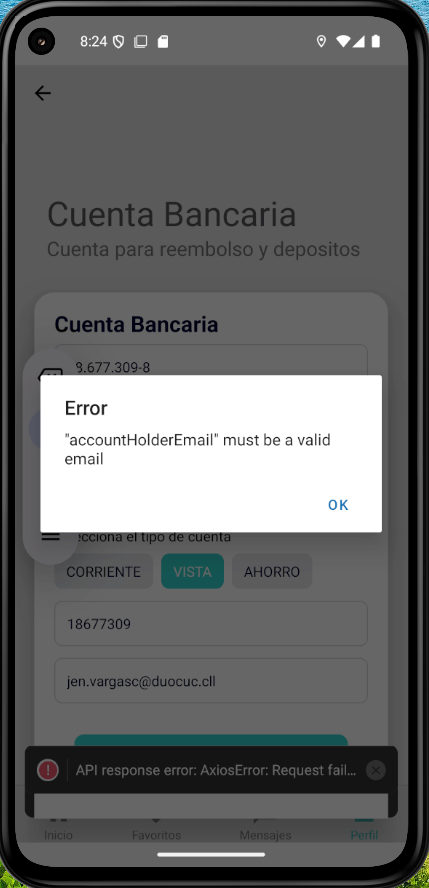 8:24
Cuenta Bancaria
Cuenta para reembolso y depositos
Cuenta Bancaria
8.677.309-8
Error
"accountHolderEmail" must be a valid
email
OK
ecciona el tipo de cuenta
CORRIENTE VISTA AHORRO
18677309
jen.vargasc@duocuc.cll
API response error: AxiosError: Request fail...
Inicio Favoritos Mensajes Perfil